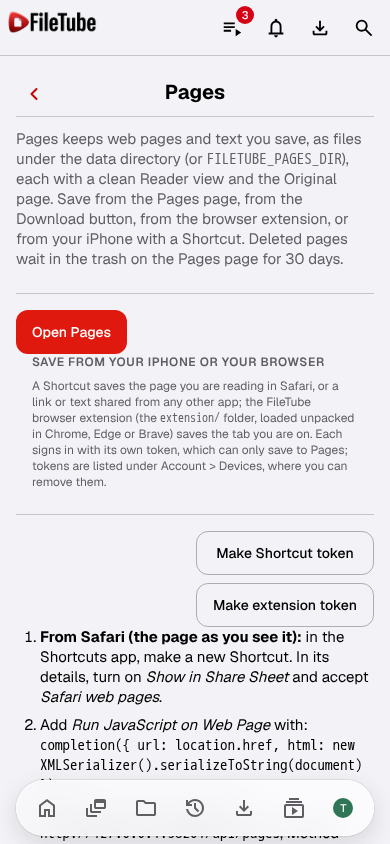 FileTube
3
Pages
Pages keeps web pages and text you save, as files
under the data directory (or FILETUBE_PAGES_DIR),
each with a clean Reader view and the Original
page. Save from the Pages page, from the
Download button, from the browser extension, or
from your iPhone with a Shortcut. Deleted pages
wait in the trash on the Pages page for 30 days.
Open Pages
SAVE FROM YOUR IPHONE OR YOUR BROWSER
A Shortcut saves the page you are reading in Safari, or a
link or text shared from any other app; the FileTube
browser extension (the extension/ folder, loaded unpacked
in Chrome, Edge or Brave) saves the tab you are on. Each
signs in with its own token, which can only save to Pages;
tokens are listed under Account > Devices, where you can
remove them.
Make Shortcut token
Make extension token
1. From Safari (the page as you see it): in the
Shortcuts app, make a new Shortcut. In its
details, turn on Show in Share Sheet and accept
Safari web pages.
2. Add Run JavaScript on Web Page with:
completion({ url: location.href, html: new
XMLSerializer().serializeToString(document)
T